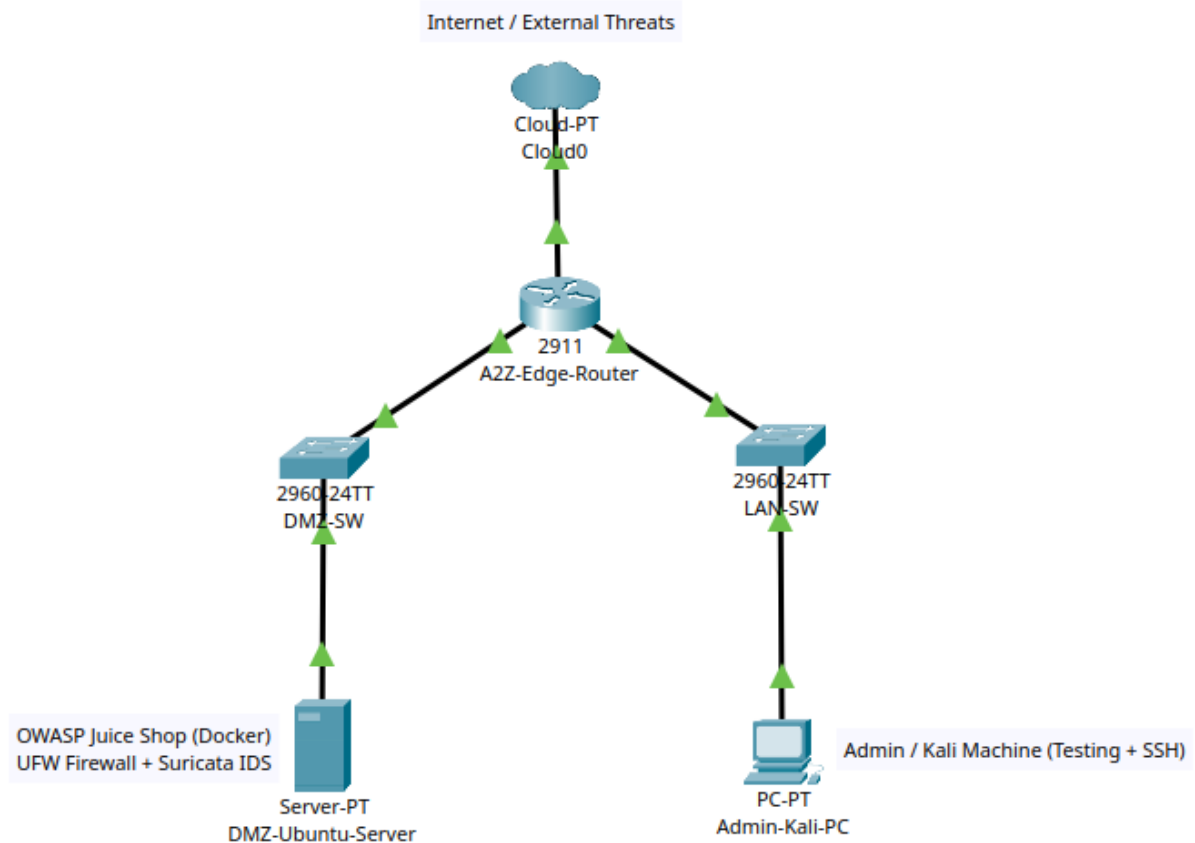 Internet / External Threats
Cloud-PT
Cloud0
2911
A2Z-Edge-Router
2960-24TT
DMZ-SW
2960-24TT
LAN-SW
OWASP Juice Shop (Docker)
UFW Firewall + Suricata IDS
Server-PT
DMZ-Ubuntu-Server
Admin / Kali Machine (Testing + SSH)
PC-PT
Admin-Kali-PC